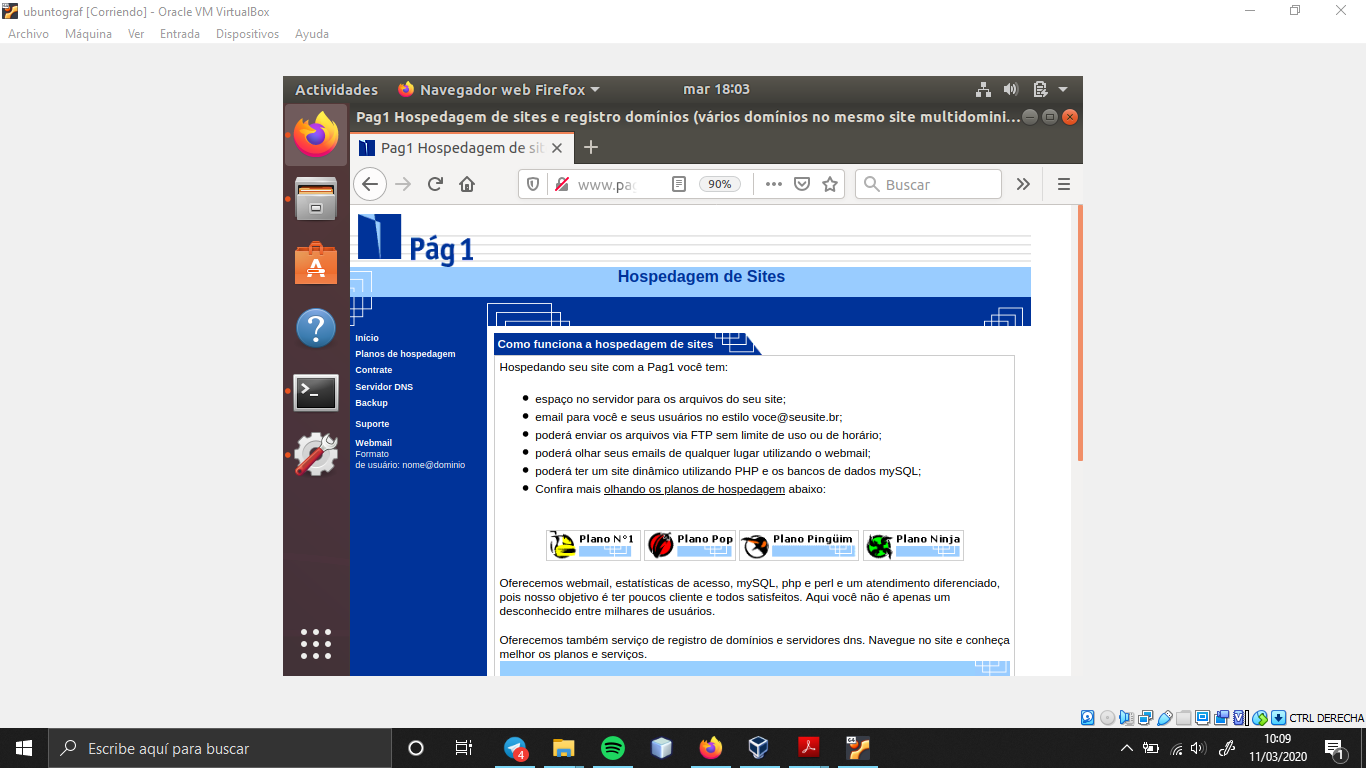 ubuntograf [Corriendo] - Oracle VM VirtualBox
Archivo Máquina Ver Entrada Dispositivos Ayuda
Actividades Navegador web Firefox mar 18:03
Pag1 Hospedagem de sites e registro domínios (vários domínios no mesmo site multidomini...
Pag1 Hospedagem de sit
www.pag 90% Buscar
Pág 1
Hospedagem de Sites
Início
Planos de hospedagem
Contrate
Servidor DNS
Backup
Suporte
Webmail
Formato
de usuário: nome@dominio
Como funciona a hospedagem de sites
Hospedando seu site com a Pag1 você tem:
espaço no servidor para os arquivos do seu site;
email para você e seus usuários no estilo voce@seusite.br;
poderá enviar os arquivos via FTP sem limite de uso ou de horário;
poderá olhar seus emails de qualquer lugar utilizando o webmail;
poderá ter um site dinâmico utilizando PHP e os bancos de dados mySQL;
Confira mais olhando os planos de hospedagem abaixo:
Plano N°1 Plano Pop Plano Pingüim Plano Ninja
Oferecemos webmail, estatísticas de acesso, mySQL, php e perl e um atendimento diferenciado,
pois nosso objetivo é ter poucos cliente e todos satisfeitos. Aqui você não é apenas um
desconhecido entre milhares de usuários.
Oferecemos também serviço de registro de domínios e servidores dns. Navegue no site e conheça
melhor os planos e serviços.
CTRL DERECHA
Escribe aquí para buscar
4
64
10:09
11/03/2020
1